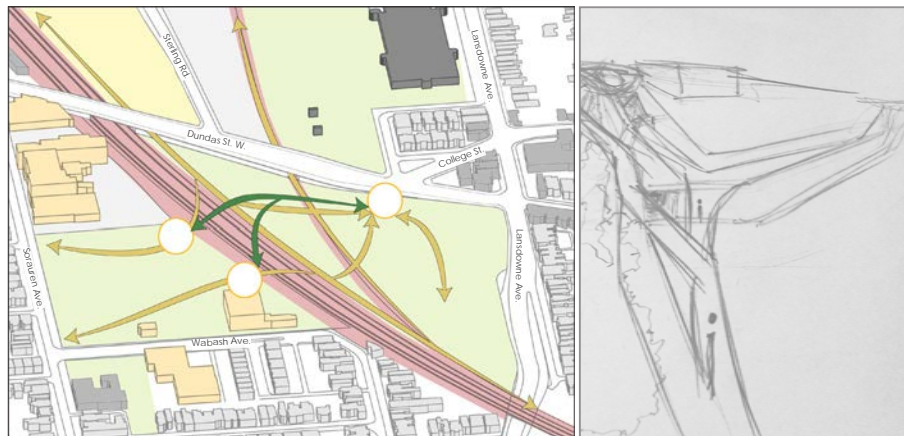 Sterling Rd
Lansdowne Ave.
Dundas St. W.
College St.
Sorauren Ave.
Lansdowne Ave.
Wabash Ave.